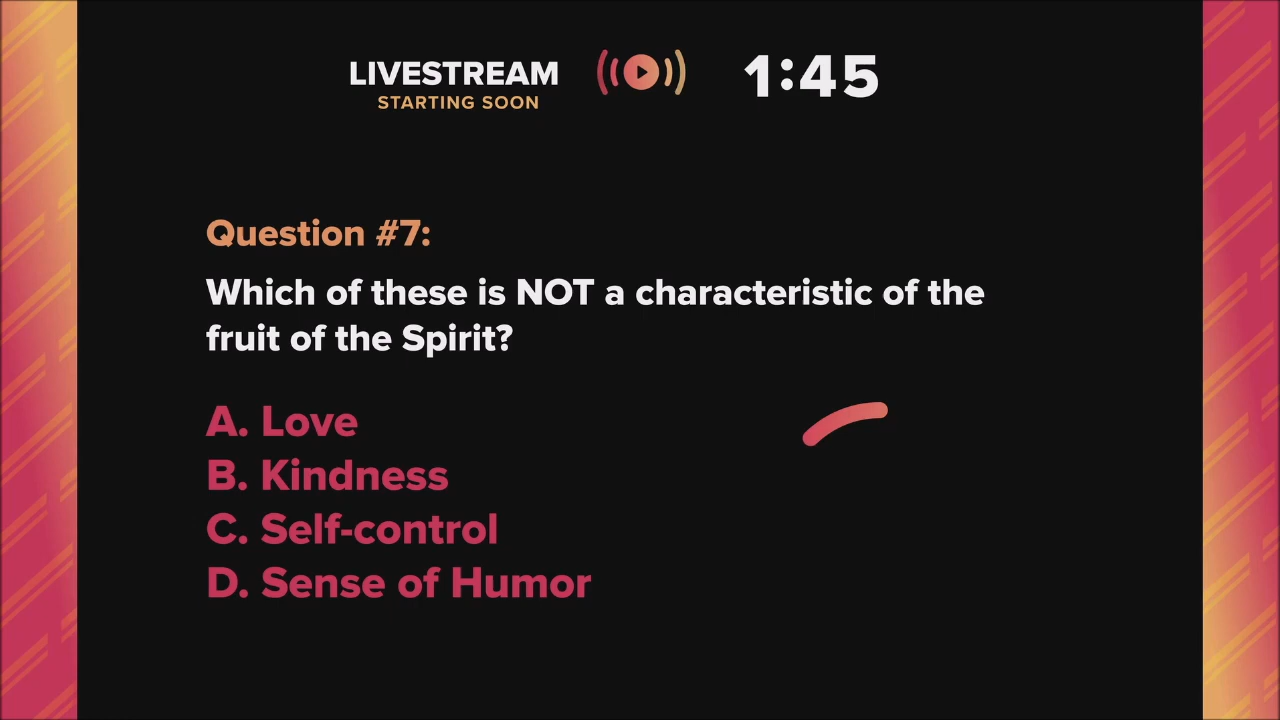 LIVESTREAM
STARTING SOON
1:45
Question #7:
Which of these is NOT a characteristic of the
fruit of the Spirit?
A. Love
B. Kindness
C. Self-control
D. Sense of Humor